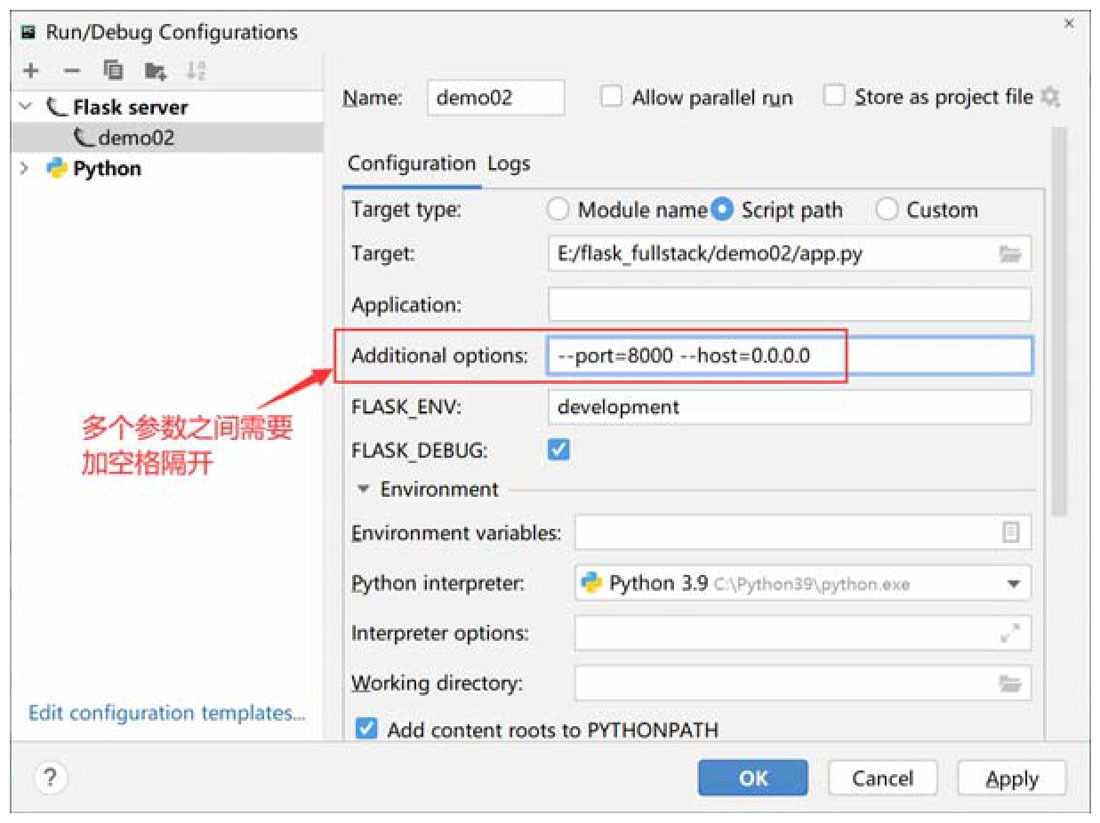 Run/Debug Configurations
Flask server
demo02
Python
Edit configuration templates...
多个参数之间需要
加空格隔开
Name: demo02 Allow parallel run Store as project file
Configuration Logs
Target type: Module name Script path Custom
Target: E:/flask_fullstack/demo02/app.py
Application:
Additional options: --port=8000 --host=0.0.0.0
FLASK_ENV: development
FLASK_DEBUG:
Environment
Environment variables:
Python interpreter: Python 3.9 C:\Python39\python.exe
Interpreter options:
Working directory:
Add content roots to PYTHONPATH
? OK Cancel Apply